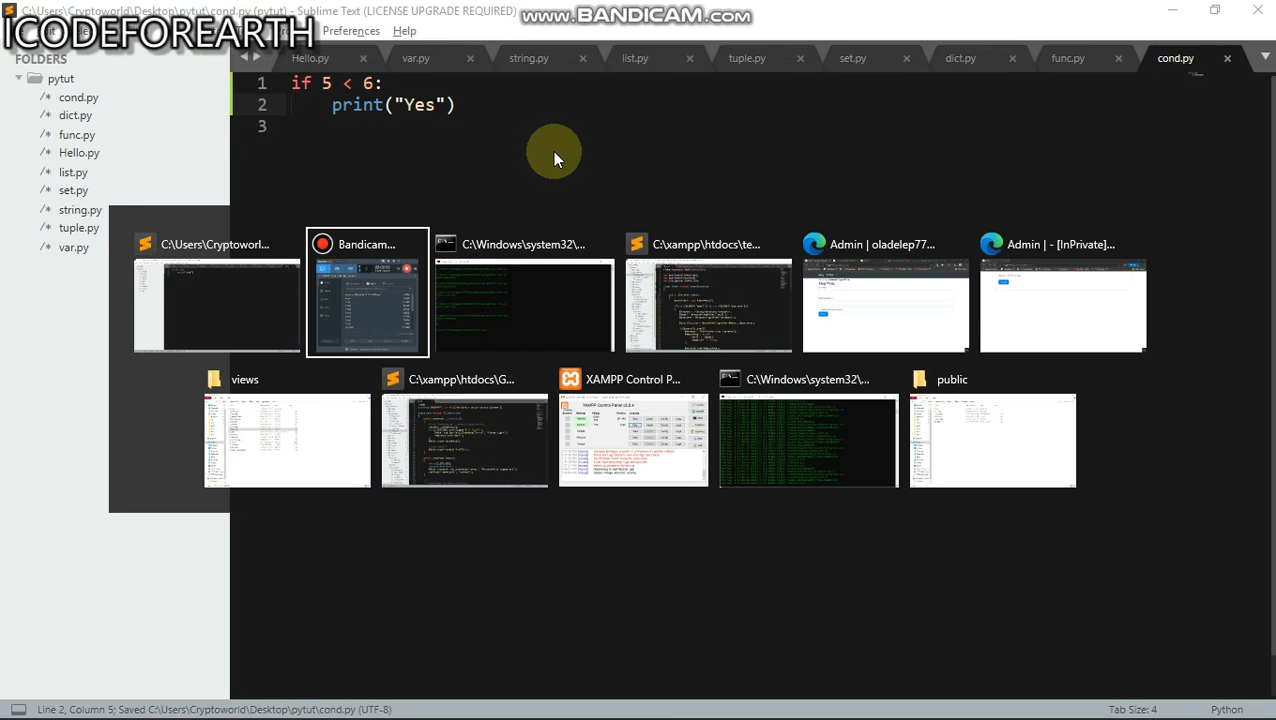 C:\Users\Cryptoworld\Desktop\pytut\cond.py (pytut) - Sublime Text (LICENSE UPGRADE REQUIRED)
www.BANDICAM.com
ICODEFOREARTH
Preferences Help
FOLDERS
Hello.py var.py string.py list.py tuple.py set.py dict.py func.py cond.py
pytut
/* cond.py
/* dict.py
/* func.py
/* Hello.py
/* list.py
/* set.py
/* string.py
/* tuple.py
/* var.py
1 if 5 < 6:
2 print("Yes")
3
C:\Users\Cryptoworl... Bandicam... C:\Windows\system32\... C:\xampp\htdocs\te... Admin | oladelep77... Admin | - [InPrivate]...
views C:\xampp\htdocs\G... XAMPP Control P... C:\Windows\system32\... public
Line 2, Column 5; Saved C:\Users\Cryptoworld\Desktop\pytut\cond.py (UTF-8) Tab Size: 4 Python